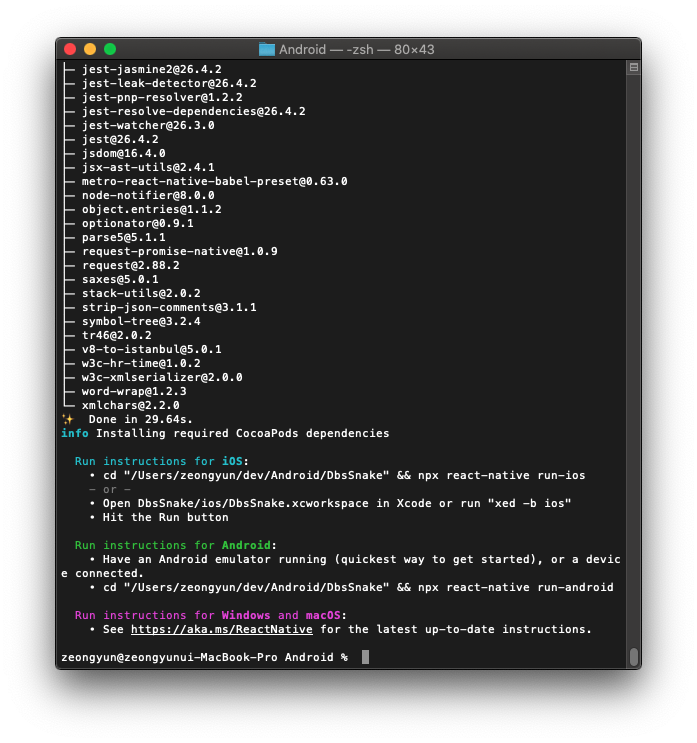 Android — -zsh — 80×43
├─ jest-jasmine2@26.4.2
├─ jest-leak-detector@26.4.2
├─ jest-pnp-resolver@1.2.2
├─ jest-resolve-dependencies@26.4.2
├─ jest-watcher@26.3.0
├─ jest@26.4.2
├─ jsdom@16.4.0
├─ jsx-ast-utils@2.4.1
├─ metro-react-native-babel-preset@0.63.0
├─ node-notifier@8.0.0
├─ object.entries@1.1.2
├─ optionator@0.9.1
├─ parse5@5.1.1
├─ request-promise-native@1.0.9
├─ request@2.88.2
├─ saxes@5.0.1
├─ stack-utils@2.0.2
├─ strip-json-comments@3.1.1
├─ symbol-tree@3.2.4
├─ tr46@2.0.2
├─ v8-to-istanbul@5.0.1
├─ w3c-hr-time@1.0.2
├─ w3c-xmlserializer@2.0.0
├─ word-wrap@1.2.3
└─ xmlchars@2.2.0
✨  Done in 29.64s.
info Installing required CocoaPods dependencies
Run instructions for iOS:
• cd "/Users/zeongyun/dev/Android/DbsSnake" && npx react-native run-ios
- or -
• Open DbsSnake/ios/DbsSnake.xcworkspace in Xcode or run "xed -b ios"
• Hit the Run button
Run instructions for Android:
• Have an Android emulator running (quickest way to get started), or a devic
e connected.
• cd "/Users/zeongyun/dev/Android/DbsSnake" && npx react-native run-android
Run instructions for Windows and macOS:
• See https://aka.ms/ReactNative for the latest up-to-date instructions.
zeongyun@zeongyunui-MacBook-Pro Android %